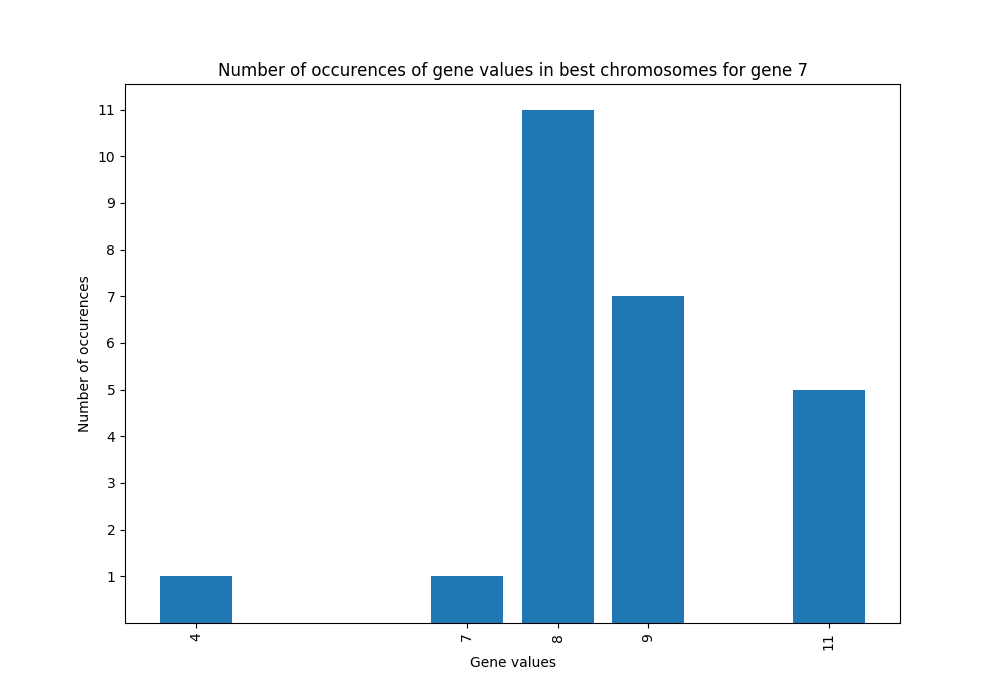 Number of occurences of gene values in best chromosomes for gene 7
11
10
9
8
7
6
5
4
3
2
1
Number of occurences
4 7 8 9 11
Gene values